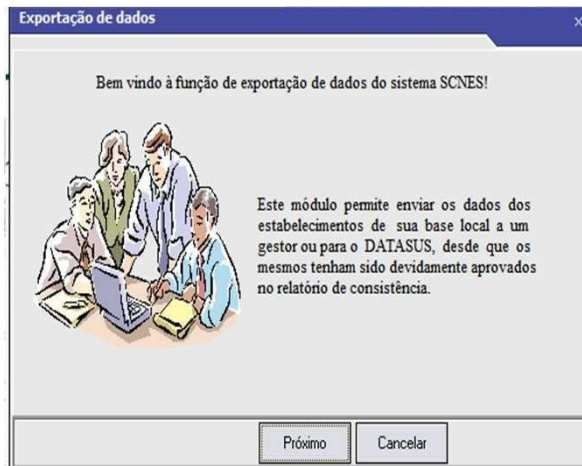 Exportação de dados
Bem vindo à função de exportação de dados do sistema SCNES!
Este módulo permite enviar os dados dos
estabelecimentos de sua base local a um
gestor ou para o DATASUS, desde que os
mesmos tenham sido devidamente aprovados
no relatório de consistência.
Próximo
Cancelar